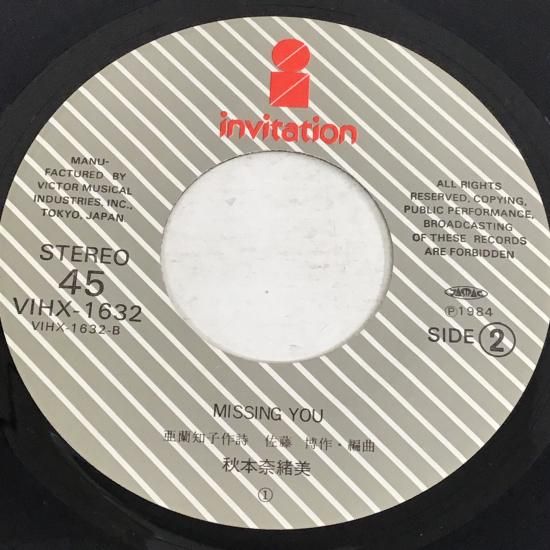 invitation
MANU-
FACTURED BY
VICTOR MUSICAL
INDUSTRIES, INC.,
TOKYO, JAPAN
ALL RIGHTS
RESERVED, COPYING,
PUBLIC PERFORMANCE,
BROADCASTING
OF THESE RECORDS
ARE FORBIDDEN
STEREO
45
VIHX-1632
VIHX-1632-B
JASRAC
Ⓟ1984
SIDE ②
MISSING YOU
亜蘭知子作詩 佐藤 博作・編曲
秋本奈緒美
①